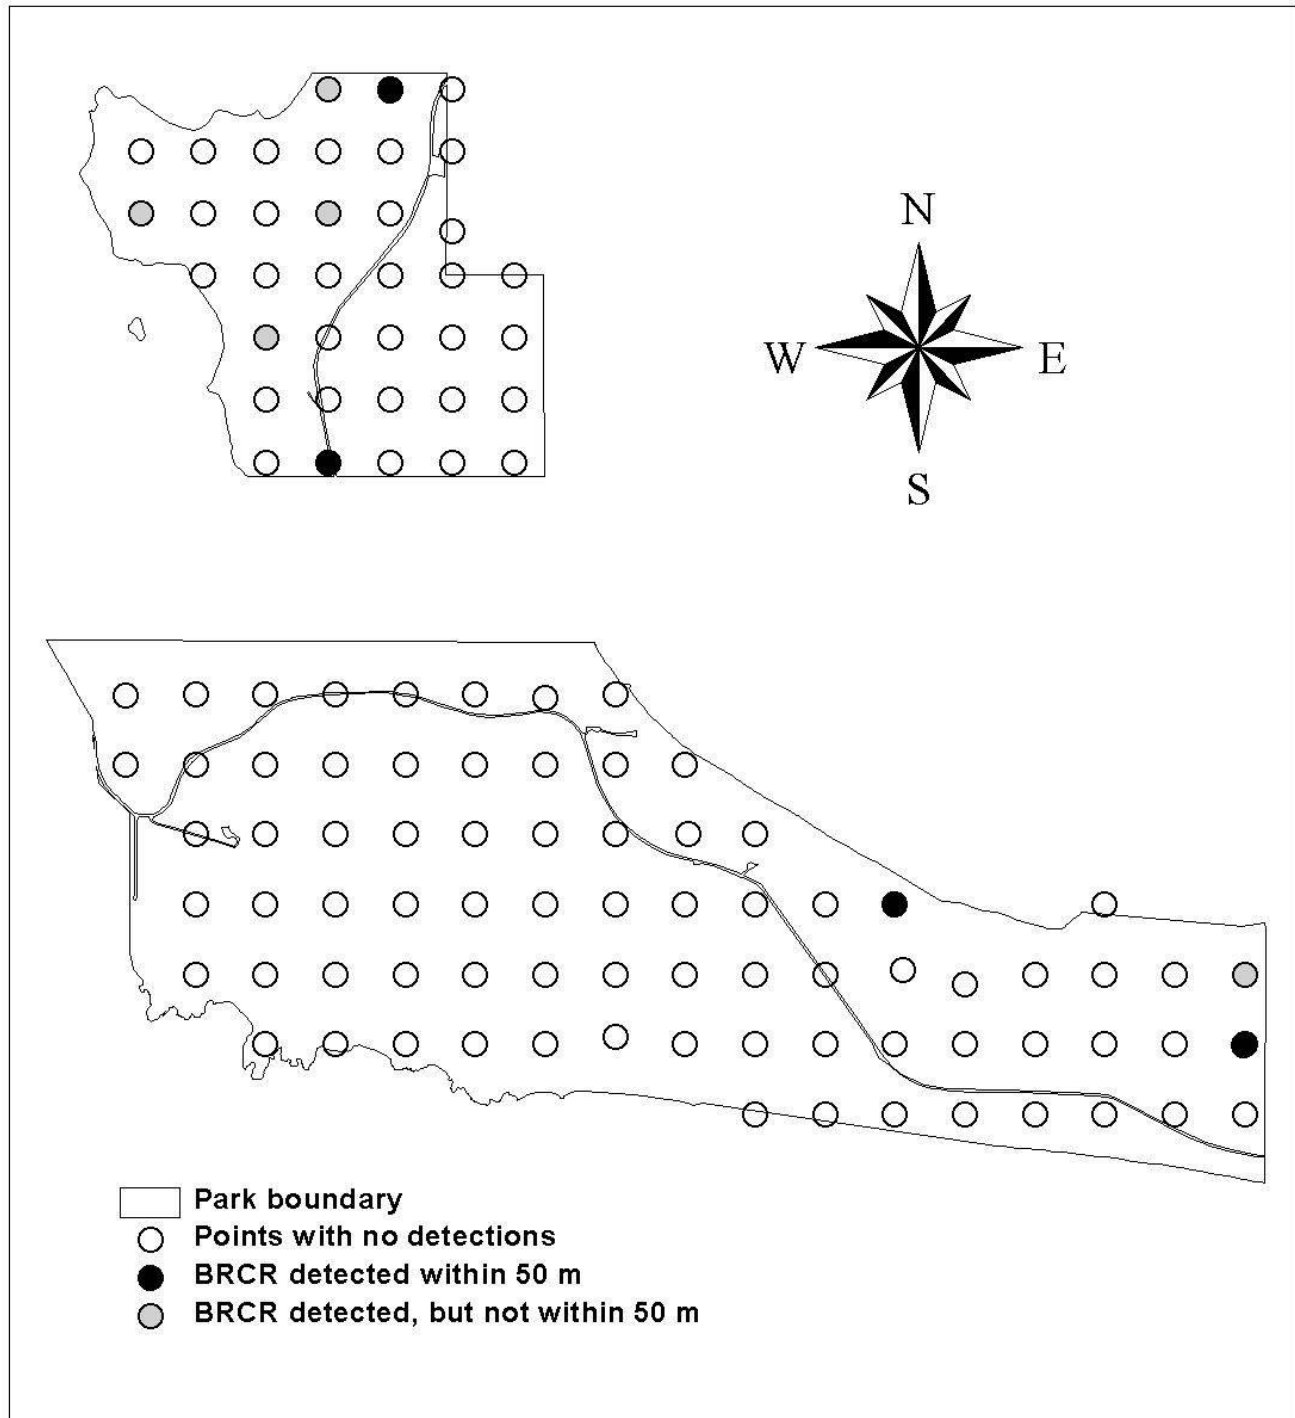 N
W E
S
Park boundary
Points with no detections
BRCR detected within 50 m
BRCR detected, but not within 50 m